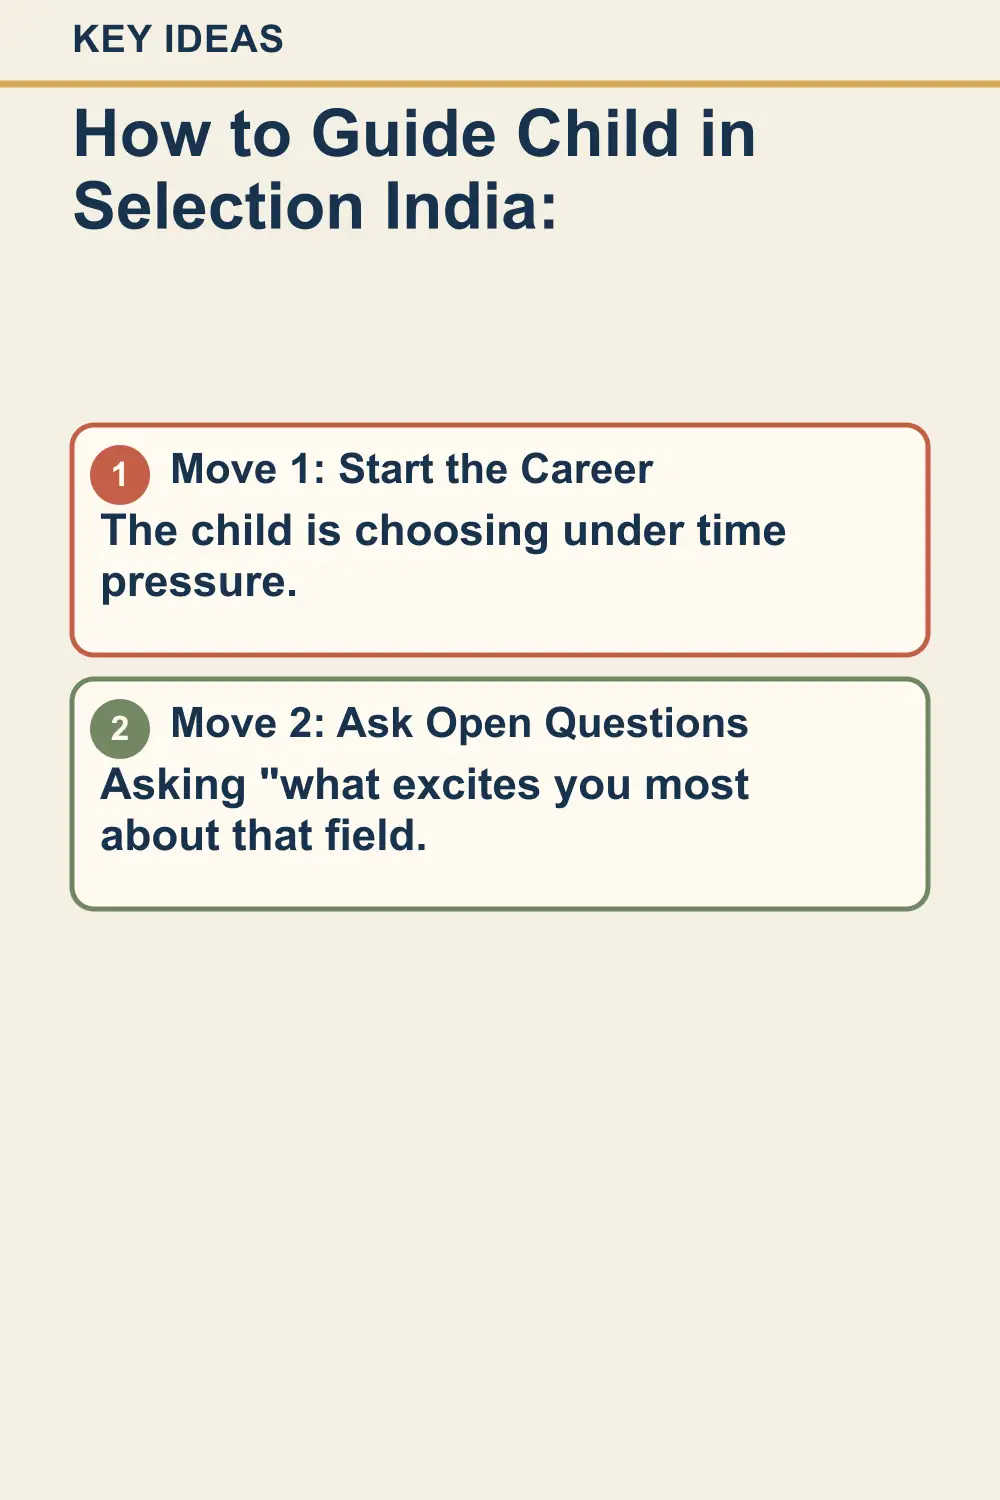 KEY IDEAS
How to Guide Child in
Selection India:
1 Move 1: Start the Career
The child is choosing under time
pressure.
2 Move 2: Ask Open Questions
Asking "what excites you most
about that field.